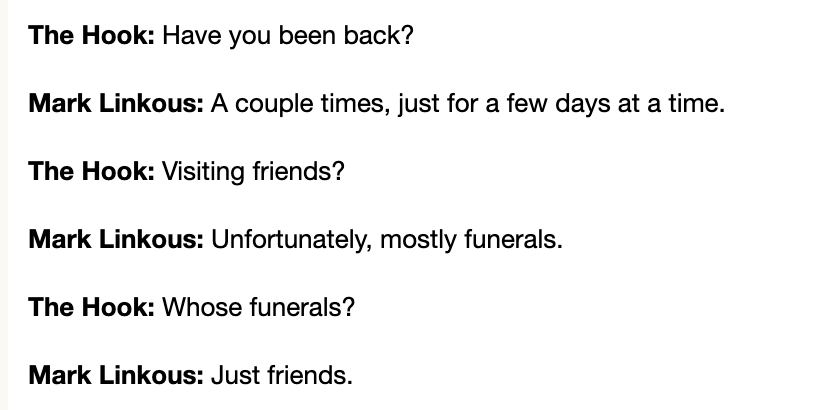 The Hook: Have you been back?
Mark Linkous: A couple times, just for a few days at a time.
The Hook: Visiting friends?
Mark Linkous: Unfortunately, mostly funerals.
The Hook: Whose funerals?
Mark Linkous: Just friends.